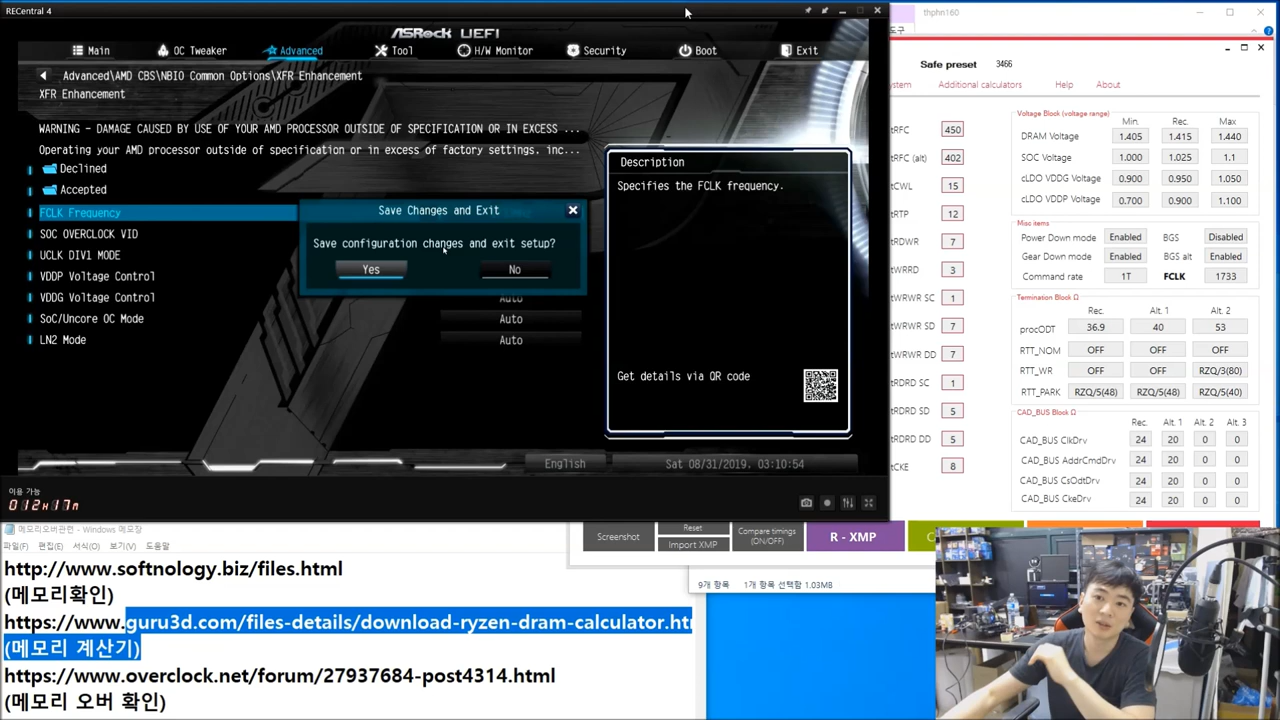 RECentral 4
ASRock UEFI
Main
OC Tweaker
Advanced
Tool
H/W Monitor
Security
Boot
Exit
Advanced\AMD CBS\NBIO Common Options\XFR Enhancement
XFR Enhancement
WARNING - DAMAGE CAUSED BY USE OF YOUR AMD PROCESSOR OUTSIDE OF SPECIFICATION OR IN EXCESS ...
Operating your AMD processor outside of specification or in excess of factory settings. inc...
Declined
Accepted
FCLK Frequency
SOC OVERCLOCK VID
UCLK DIV1 MODE
VDDP Voltage Control
VDDG Voltage Control
SoC/Uncore OC Mode
Auto
LN2 Mode
Auto
Save Changes and Exit
Save configuration changes and exit setup?
Yes
No
Description
Specifies the FCLK frequency.
Get details via QR code
English
Sat 08/31/2019. 03:10:54
이용 가능
012H17M
thphn160
도구
Safe preset 3466
Additional calculators
Help
About
tRFC 450
tRFC (alt) 402
tCWL 15
tRTP 12
tRDWR 7
tWRRD 3
tWRWR SC 1
tWRWR SD 7
tWRWR DD 7
tRDRD SC 1
tRDRD SD 5
tRDRD DD 5
tCKE 8
Voltage Block (voltage range)
Min. Rec. Max
DRAM Voltage 1.405 1.415 1.440
SOC Voltage 1.000 1.025 1.1
cLDO VDDG Voltage 0.900 0.950 1.050
cLDO VDDP Voltage 0.700 0.900 1.100
Misc items
Power Down mode Enabled BGS Disabled
Gear Down mode Enabled BGS alt Enabled
Command rate 1T FCLK 1733
Termination Block Ω
Rec. Alt. 1 Alt. 2
procODT 36.9 40 53
RTT_NOM OFF OFF OFF
RTT_WR OFF OFF RZQ/3(80)
RTT_PARK RZQ/5(48) RZQ/5(48) RZQ/5(40)
CAD_BUS Block Ω
Rec. Alt. 1 Alt. 2 Alt. 3
CAD_BUS ClkDrv 24 20 0 0
CAD_BUS AddrCmdDrv 24 20 0 0
CAD_BUS CsOdtDrv 24 20 0 0
CAD_BUS CkeDrv 24 20 0 0
Screenshot
Reset
Import XMP
Compare timings
(ON/OFF)
R - XMP
9개 항목 1개 항목 선택함 1.03MB
메모리오버관련 - Windows 메모장
파일(F) 편집(E) 서식(O) 보기(V) 도움말
http://www.softnology.biz/files.html
(메모리확인)
https://www.guru3d.com/files-details/download-ryzen-dram-calculator.htm
(메모리 계산기)
https://www.overclock.net/forum/27937684-post4314.html
(메모리 오버 확인)